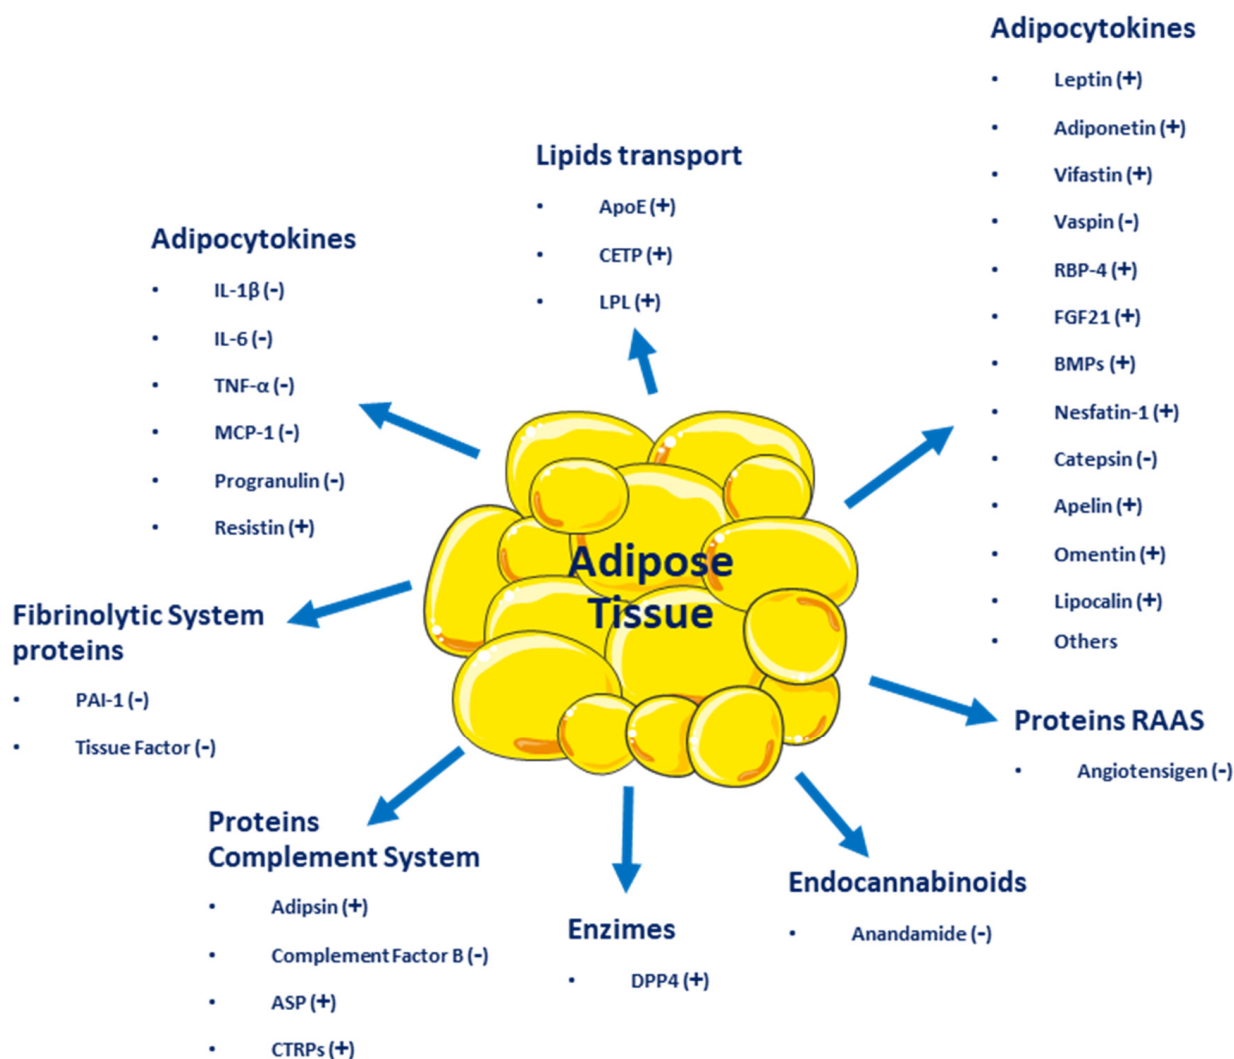 Adipocytokines
• Leptin (+)
• Adiponetin (+)
• Vifastin (+)
• Vaspin (-)
• RBP-4 (+)
• FGF21 (+)
• BMPs (+)
• Nesfatin-1 (+)
• Catepsin (-)
• Apelin (+)
• Omentin (+)
• Lipocalin (+)
• Others
Lipids transport
• ApoE (+)
• CETP (+)
• LPL (+)
Adipocytokines
• IL-1β (-)
• IL-6 (-)
• TNF-α (-)
• MCP-1 (-)
• Progranulin (-)
• Resistin (+)
Adipose
Tissue
Fibrinolytic System
proteins
• PAI-1 (-)
• Tissue Factor (-)
Proteins RAAS
• Angiotensigen (-)
Proteins
Complement System
• Adipsin (+)
• Complement Factor B (-)
• ASP (+)
• CTRPs (+)
Enzimes
• DPP4 (+)
Endocannabinoids
• Anandamide (-)